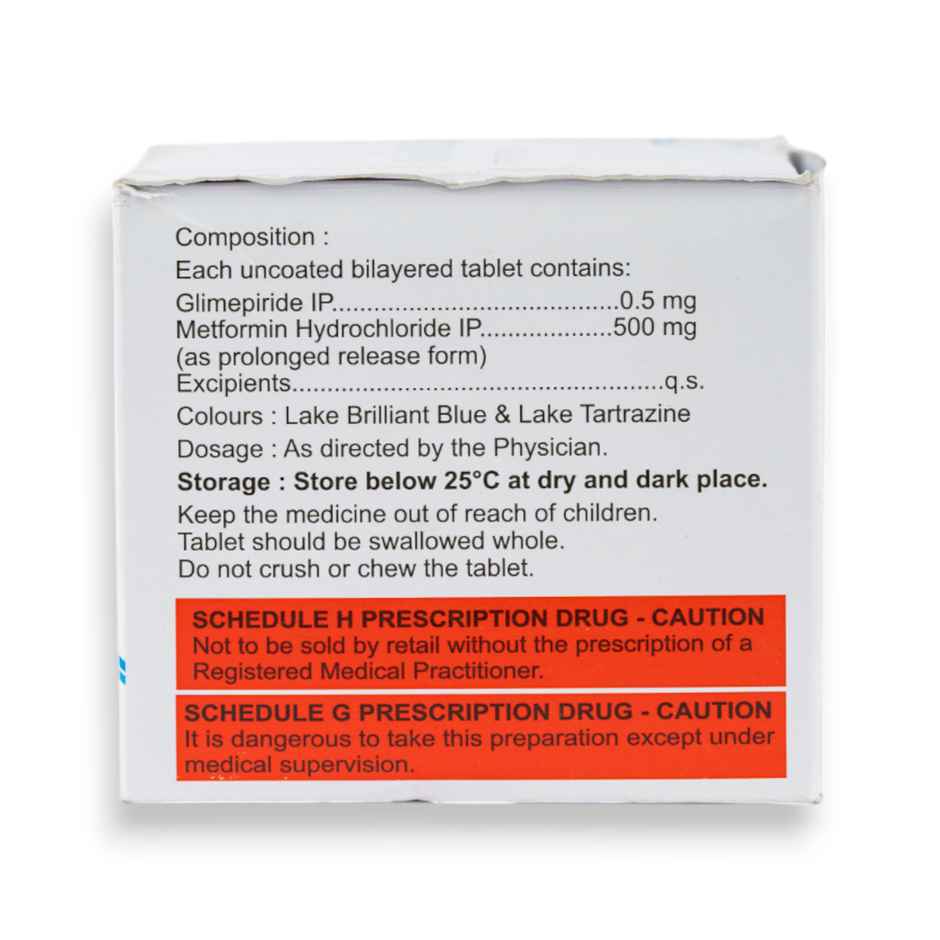 Composition :
Each uncoated bilayered tablet contains:
Glimepiride IP.........................................0.5 mg
Metformin Hydrochloride IP...................500 mg
(as prolonged release form)
Excipients.....................................................q.s.
Colours : Lake Brilliant Blue & Lake Tartrazine
Dosage : As directed by the Physician.
Storage : Store below 25°C at dry and dark place.
Keep the medicine out of reach of children.
Tablet should be swallowed whole.
Do not crush or chew the tablet.
SCHEDULE H PRESCRIPTION DRUG - CAUTION
Not to be sold by retail without the prescription of a
Registered Medical Practitioner.
SCHEDULE G PRESCRIPTION DRUG - CAUTION
It is dangerous to take this preparation except under
medical supervision.